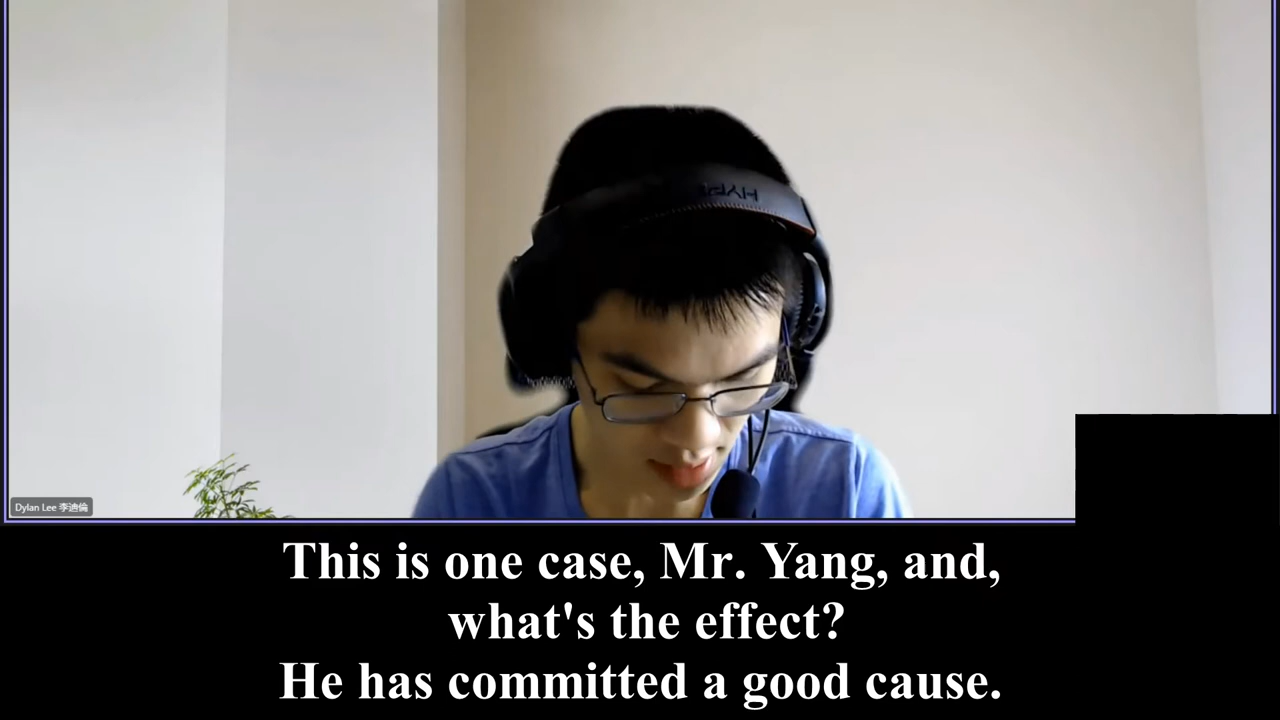 Dylan Lee 李迪倫
This is one case, Mr. Yang, and,
what's the effect?
He has committed a good cause.